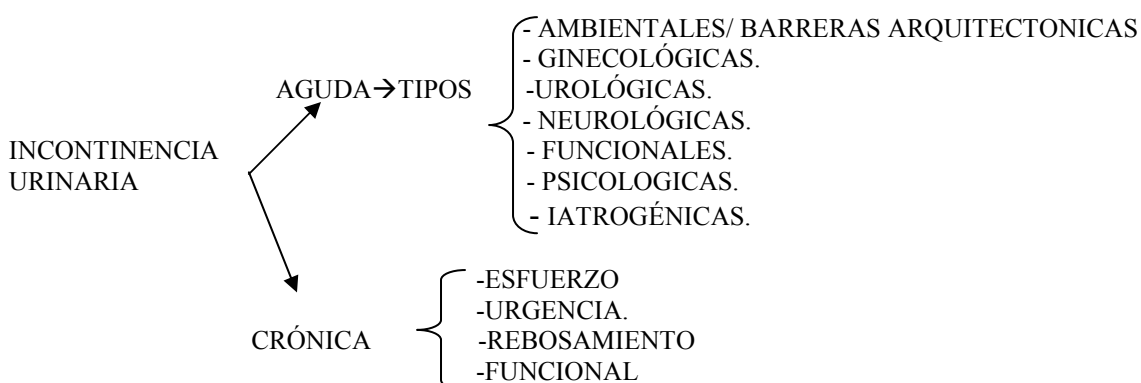 - AMBIENTALES/ BARRERAS ARQUITECTONICAS
- GINECOLÓGICAS.
AGUDA→TIPOS
-UROLÓGICAS.
- NEUROLÓGICAS.
INCONTINENCIA
URINARIA
- FUNCIONALES.
- PSICOLOGICAS.
- IATROGÉNICAS.
CRÓNICA
-ESFUERZO
-URGENCIA.
-REBOSAMIENTO
-FUNCIONAL